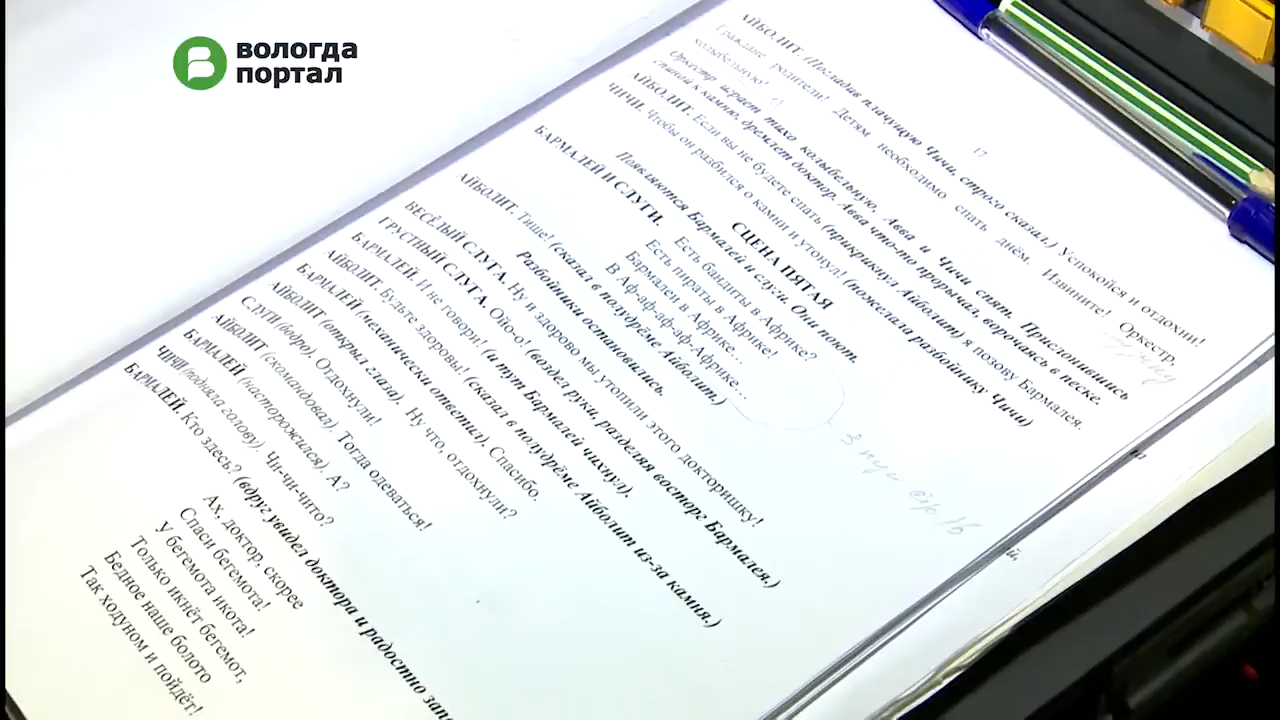 вологда
портал
17
АЙБОЛИТ. (Погладив плачущую Чичи, строго сказал.) Успокойся и отдохни!
Граждане родители! Детям необходимо спать днём. Извините! Оркестр,
колыбельную!
Оркестр играет тихо колыбельную, Авва и Чичи спят. Прислонившись
спиной к камню, дремлет доктор. Авва что-то прорычал, ворочаясь в песке.
АЙБОЛИТ. Если вы не будете спать (прикрикнул Айболит) я позову Бармалея.
ЧИЧИ. Чтобы он разбился о камни и утонул! (пожелала разбойнику Чичи)
СЦЕНА ПЯТАЯ
Появляются Бармалей и слуги. Они поют.
БАРМАЛЕЙ И СЛУГИ.
Есть бандиты в Африке?
Есть пираты в Африке!
Бармалеи в Африке...
В Аф-аф-аф-Африке...
АЙБОЛИТ. Тише! (сказал в полудрёме Айболит.)
Разбойники остановились.
ВЕСЁЛЫЙ СЛУГА. Ну и здорово мы утопили этого докторишку!
ГРУСТНЫЙ СЛУГА. Ойо-о! (воздел руки, разделяя восторг Бармалея.)
БАРМАЛЕЙ. И не говори! (и тут Бармалей чихнул).
АЙБОЛИТ. Будьте здоровы! (сказал в полудрёме Айболит из-за камня.)
БАРМАЛЕЙ (механически ответил). Спасибо.
АЙБОЛИТ (открыл глаза). Ну что, отдохнули?
СЛУГИ (бодро). Отдохнули!
АЙБОЛИТ (скомандовал). Тогда одеваться!
БАРМАЛЕЙ (насторожился). А?
ЧИЧИ (подняла голову). Чи-чи-чито?
БАРМАЛЕЙ. Кто здесь? (вдруг увидел доктора и радостно
Ах, доктор, скорее
Спаси бегемота!
У бегемота икота!
Только икнёт бегемот,
Бедное наше болото
Так ходуном и пойдёт!